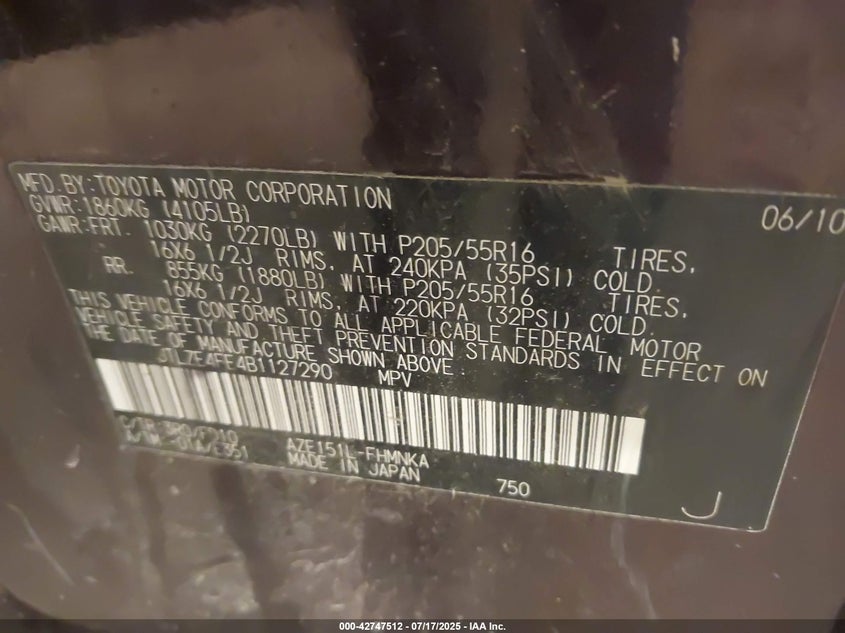 MFD.BY:TOYOTA MOTOR CORPORATION 06/10
GVWR:1860KG (4105LB)
GAWR:FRT. 1030KG (2270LB) WITH P205/55R16 TIRES,
16X6 1/2J RIMS, AT 240KPA (35PSI) COLD.
RR. 855KG (1880LB) WITH P205/55R16 TIRES,
16X6 1/2J RIMS, AT 220KPA (32PSI) COLD.
THIS VEHICLE CONFORMS TO ALL APPLICABLE FEDERAL MOTOR
VEHICLE SAFETY AND THEFT PREVENTION STANDARDS IN EFFECT ON
THE DATE OF MANUFACTURE SHOWN ABOVE.
JTLZE4FE4B1127290 MPV
AZE151L-FHMNKA
MADE IN JAPAN 750
J
000-42747512 - 07/17/2025 - IAA Inc.